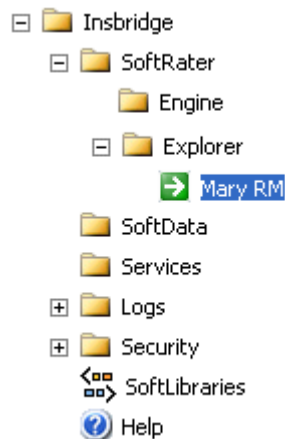 Insbridge
SoftRater
Engine
Explorer
Mary RM
SoftData
Services
Logs
Security
SoftLibraries
Help